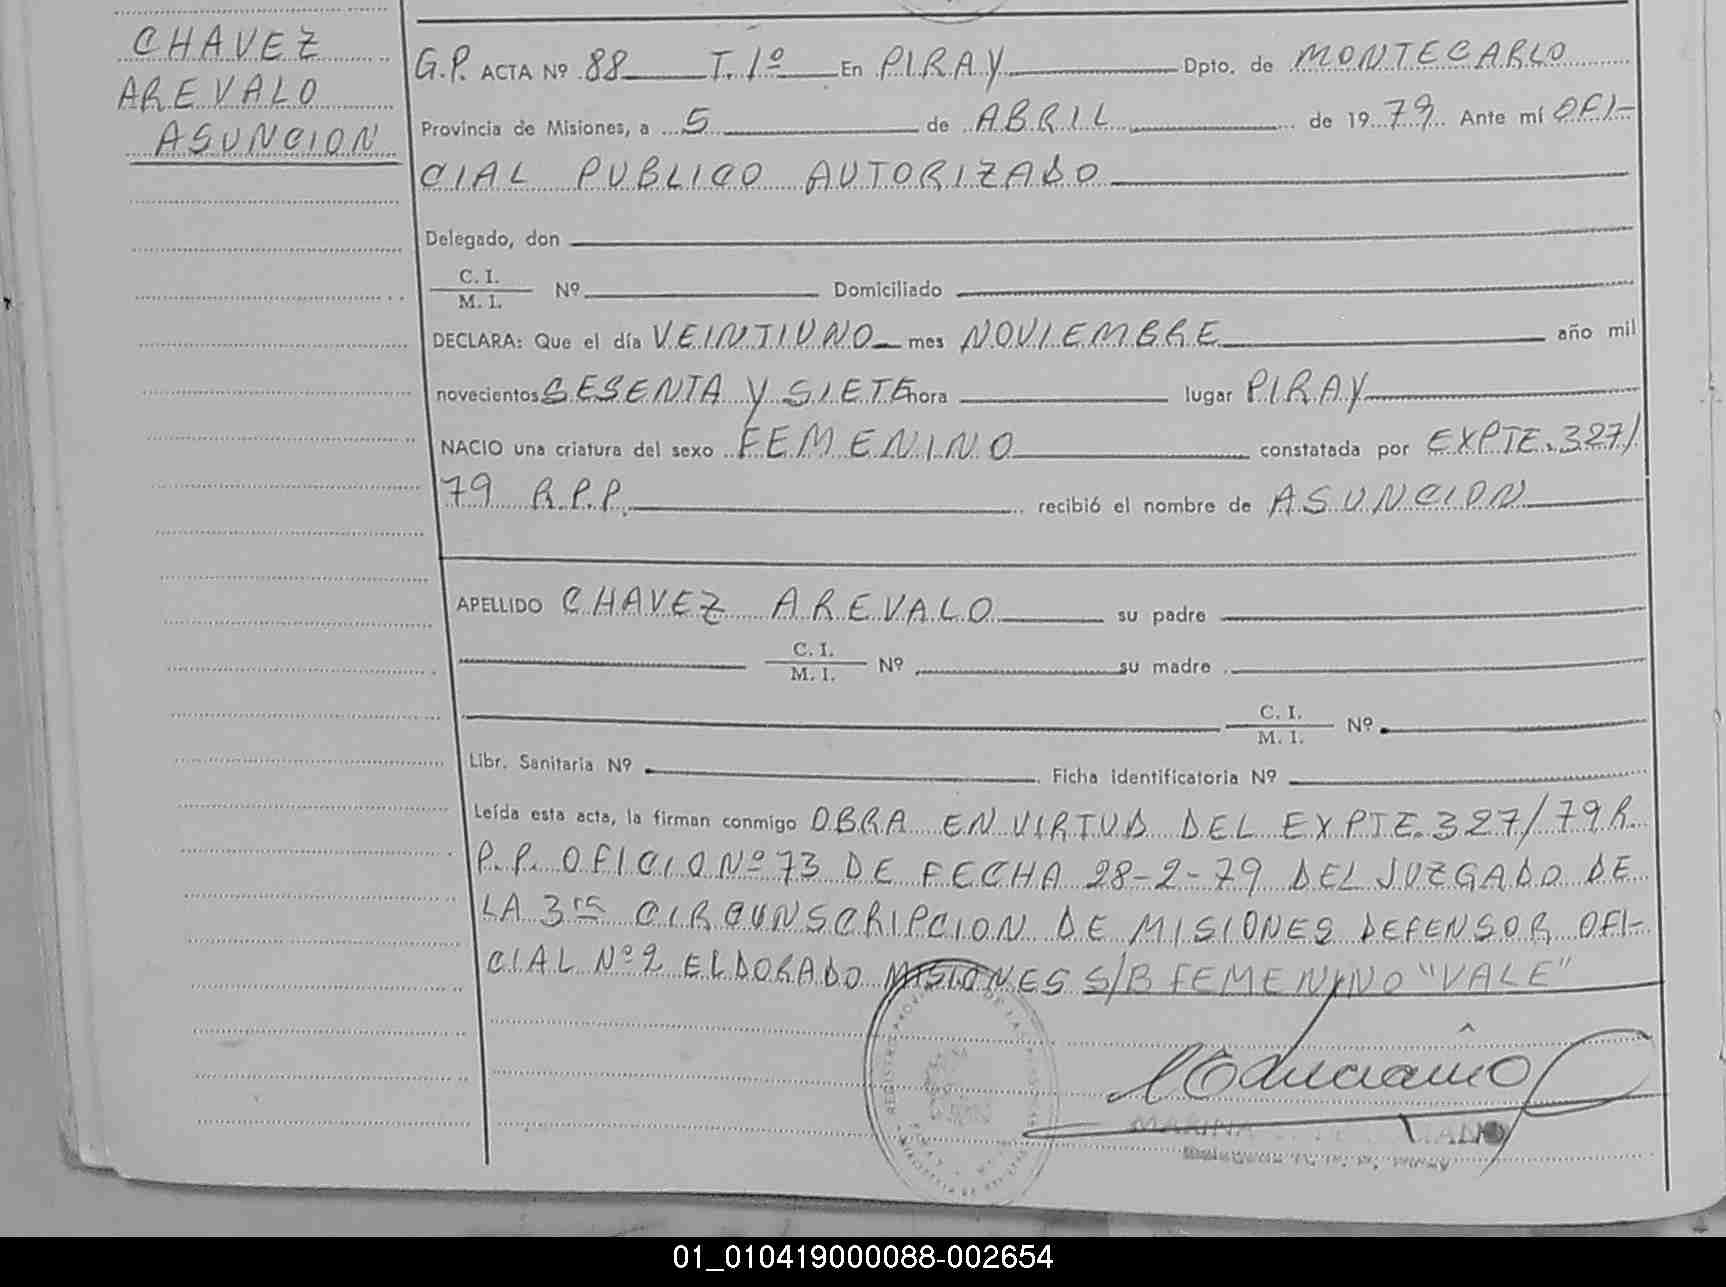 CHAVEZ
AREVALO
ASUNCION
G.P. ACTA Nº 88 T. 1º En PIRAY Dpto. de MONTECARLO
Provincia de Misiones, a 5 de ABRIL de 1979 Ante mí OFI-
CIAL PUBLICO AUTORIZADO
Delegado, don
C. I.
M. I. Nº Domiciliado
DECLARA: Que el día VEINTIUNO mes NOVIEMBRE año mil
novecientos SESENTA Y SIETE hora lugar PIRAY
NACIO una criatura del sexo FEMENINO constatada por EXPTE. 327/
79 R.P.P. recibió el nombre de ASUNCION
APELLIDO CHAVEZ AREVALO su padre
C. I.
M. I. Nº su madre
C. I.
M. I. Nº
Libr. Sanitaria Nº Ficha identificatoria Nº
Leída esta acta, la firman conmigo OBRA EN VIRTUD DEL EXPTE. 327/79 R.
P.P. OFICIO Nº 73 DE FECHA 28-2-79 DEL JUZGADO DE
LA 3ra CIRCUNSCRIPCION DE MISIONES DEFENSOR OFI-
CIAL Nº 2 ELDORADO MISIONES S/B FEMENINO "VALE"
MARINA
01_010419000088-002654